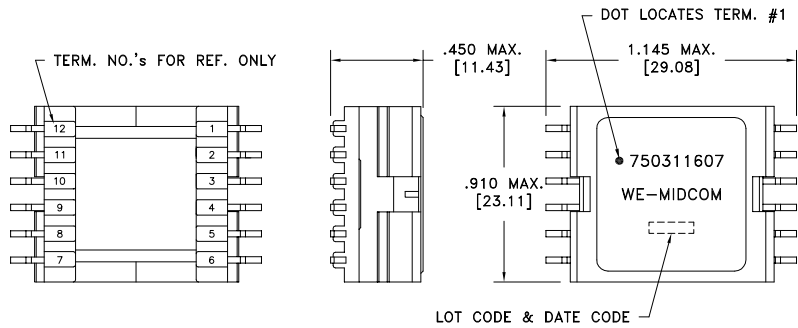 DOT LOCATES TERM. #1
TERM. NO.'s FOR REF. ONLY
.450 MAX.
[11.43]
1.145 MAX.
[29.08]
12
1
11
2
10
3
9
4
8
5
7
6
.910 MAX.
[23.11]
750311607
WE-MIDCOM
LOT CODE & DATE CODE